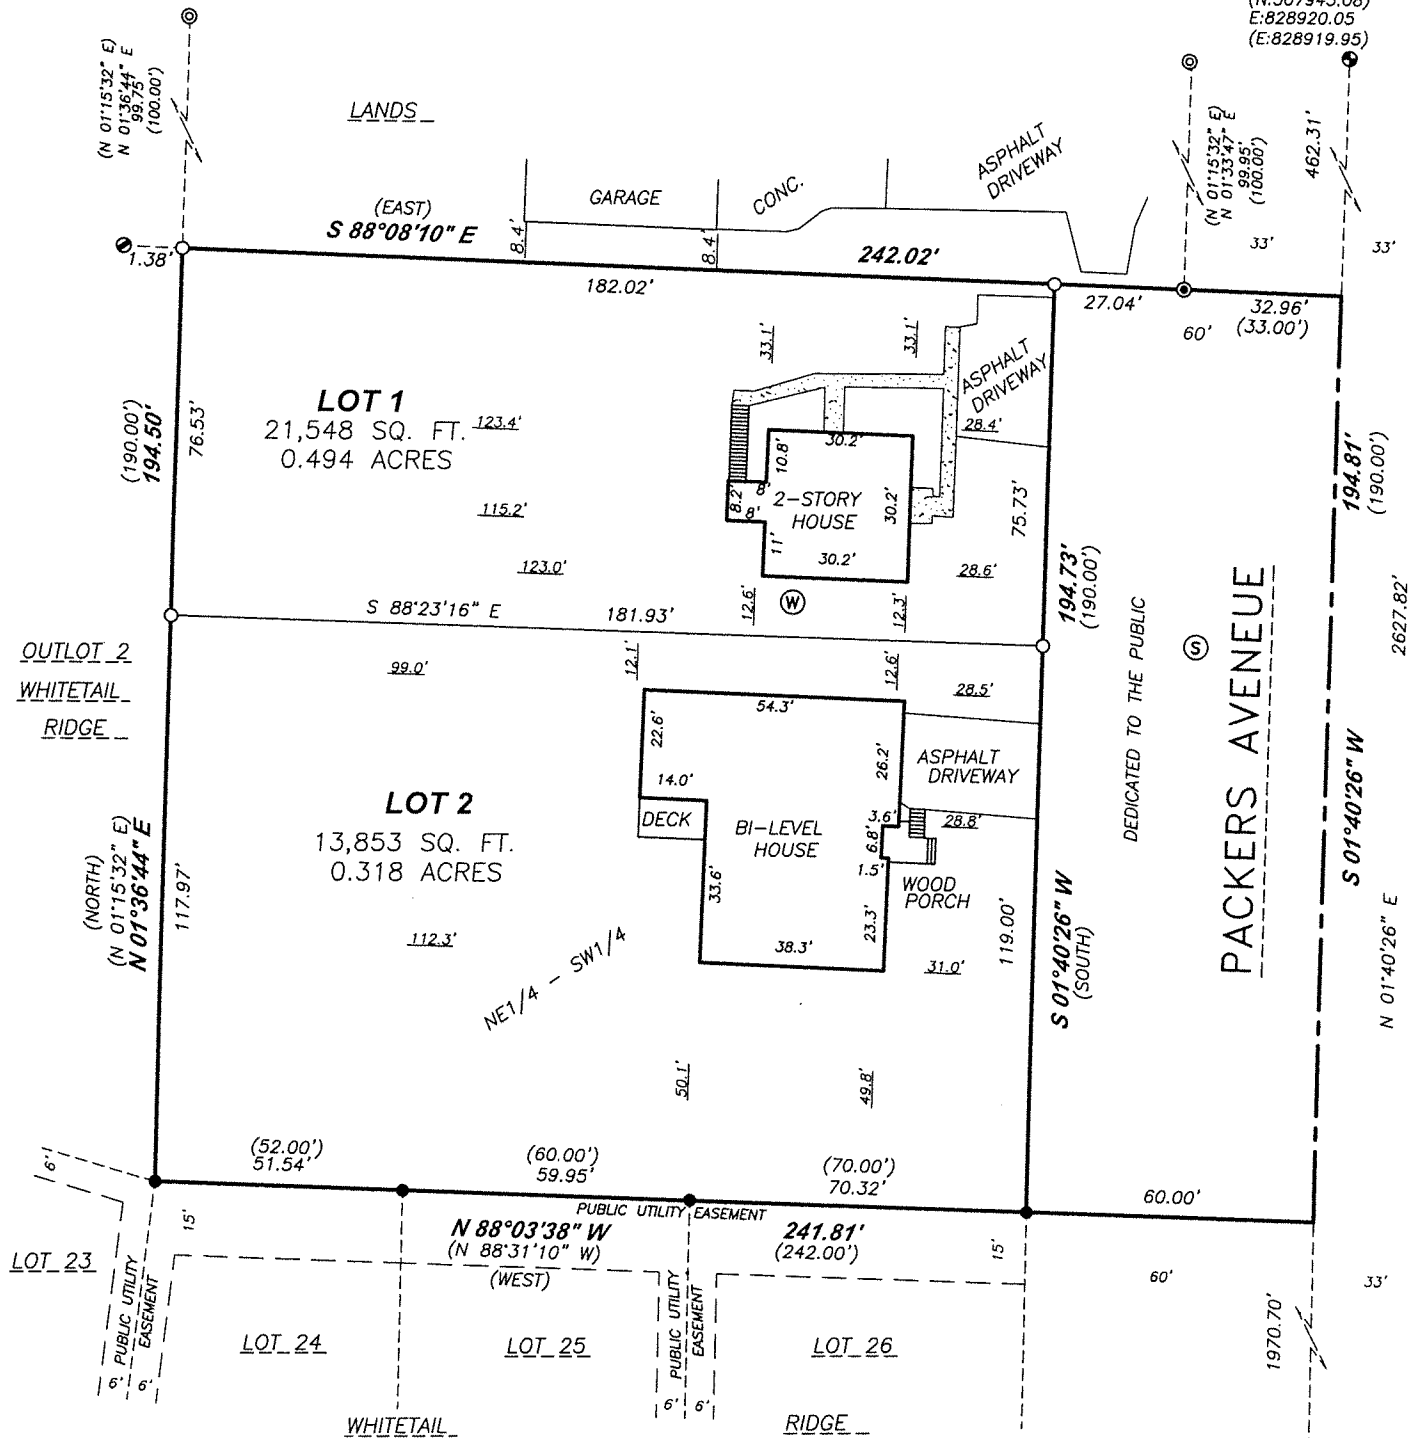 (N:507945.08)
E:828920.05
(E:828919.95)
(N 01°15'32" E)
N 01°36'44" E
99.75'
(100.00')
LANDS
(N 01°15'32" E)
N 01°33'47" E
99.95'
(100.00')
462.31'
33'
33'
ASPHALT
DRIVEWAY
GARAGE
CONC.
(EAST)
S 88°08'10" E
8.4'
8.4'
242.02'
1.38'
182.02'
27.04'
32.96'
(33.00')
60'
33.1'
33.1'
(190.00')
194.50'
76.53'
LOT 1
21,548 SQ. FT.
0.494 ACRES
123.4'
115.2'
123.0'
ASPHALT
DRIVEWAY
28.4'
30.2'
10.8'
8'
8.2'
8'
11'
2-STORY
HOUSE
30.2'
30.2'
28.6'
75.73'
194.81'
(190.00')
12.6'
W
12.3'
194.73'
(190.00')
S 88°23'16" E
181.93'
OUTLOT 2
WHITETAIL
RIDGE
99.0'
12.1'
12.6'
28.5'
DEDICATED TO THE PUBLIC
S
PACKERS AVENEUE
2627.82'
54.3'
22.6'
14.0'
26.2'
ASPHALT
DRIVEWAY
DECK
BI-LEVEL
HOUSE
3.6'
6.8'
1.5'
28.8'
WOOD
PORCH
33.6'
23.3'
38.3'
31.0'
LOT 2
13,853 SQ. FT.
0.318 ACRES
112.3'
(NORTH)
(N 01°15'32" E)
N 01°36'44" E
117.97'
NE1/4 - SW1/4
119.00'
S 01°40'26" W
(SOUTH)
S 01°40'26" W
N 01°40'26" E
50.1'
49.8'
(52.00')
51.54'
(60.00')
59.95'
(70.00')
70.32'
60.00'
6'
15'
PUBLIC UTILITY EASEMENT
N 88°03'38" W
(N 88°31'10" W)
(WEST)
241.81'
(242.00')
15'
60'
33'
LOT 23
PUBLIC UTILITY
EASEMENT
6'
6'
LOT 24
LOT 25
PUBLIC UTILITY
EASEMENT
6'
6'
LOT 26
1970.70'
WHITETAIL
RIDGE